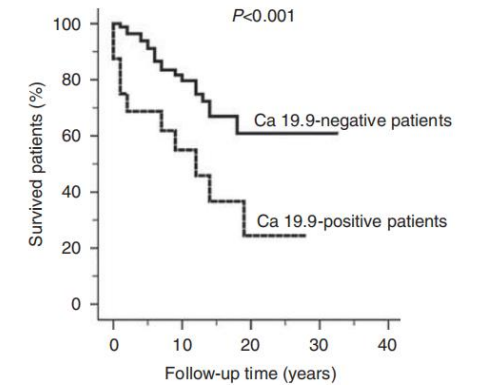 P<0.001
100
80
60
40
20
0
Survived patients (%)
Ca 19.9-negative patients
Ca 19.9-positive patients
0 10 20 30 40
Follow-up time (years)